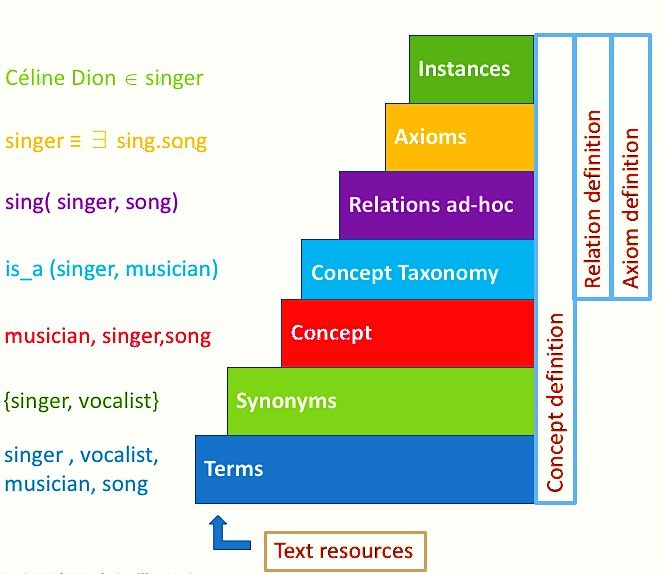 Céline Dion ∈ singer
Instances
singer ≡ ∃ sing.song
Axioms
sing( singer, song)
Relations ad-hoc
is_a (singer, musician)
Concept Taxonomy
musician, singer,song
Concept
{singer, vocalist}
Synonyms
singer , vocalist,
musician, song
Terms
Concept definition
Relation definition
Axiom definition
Text resources